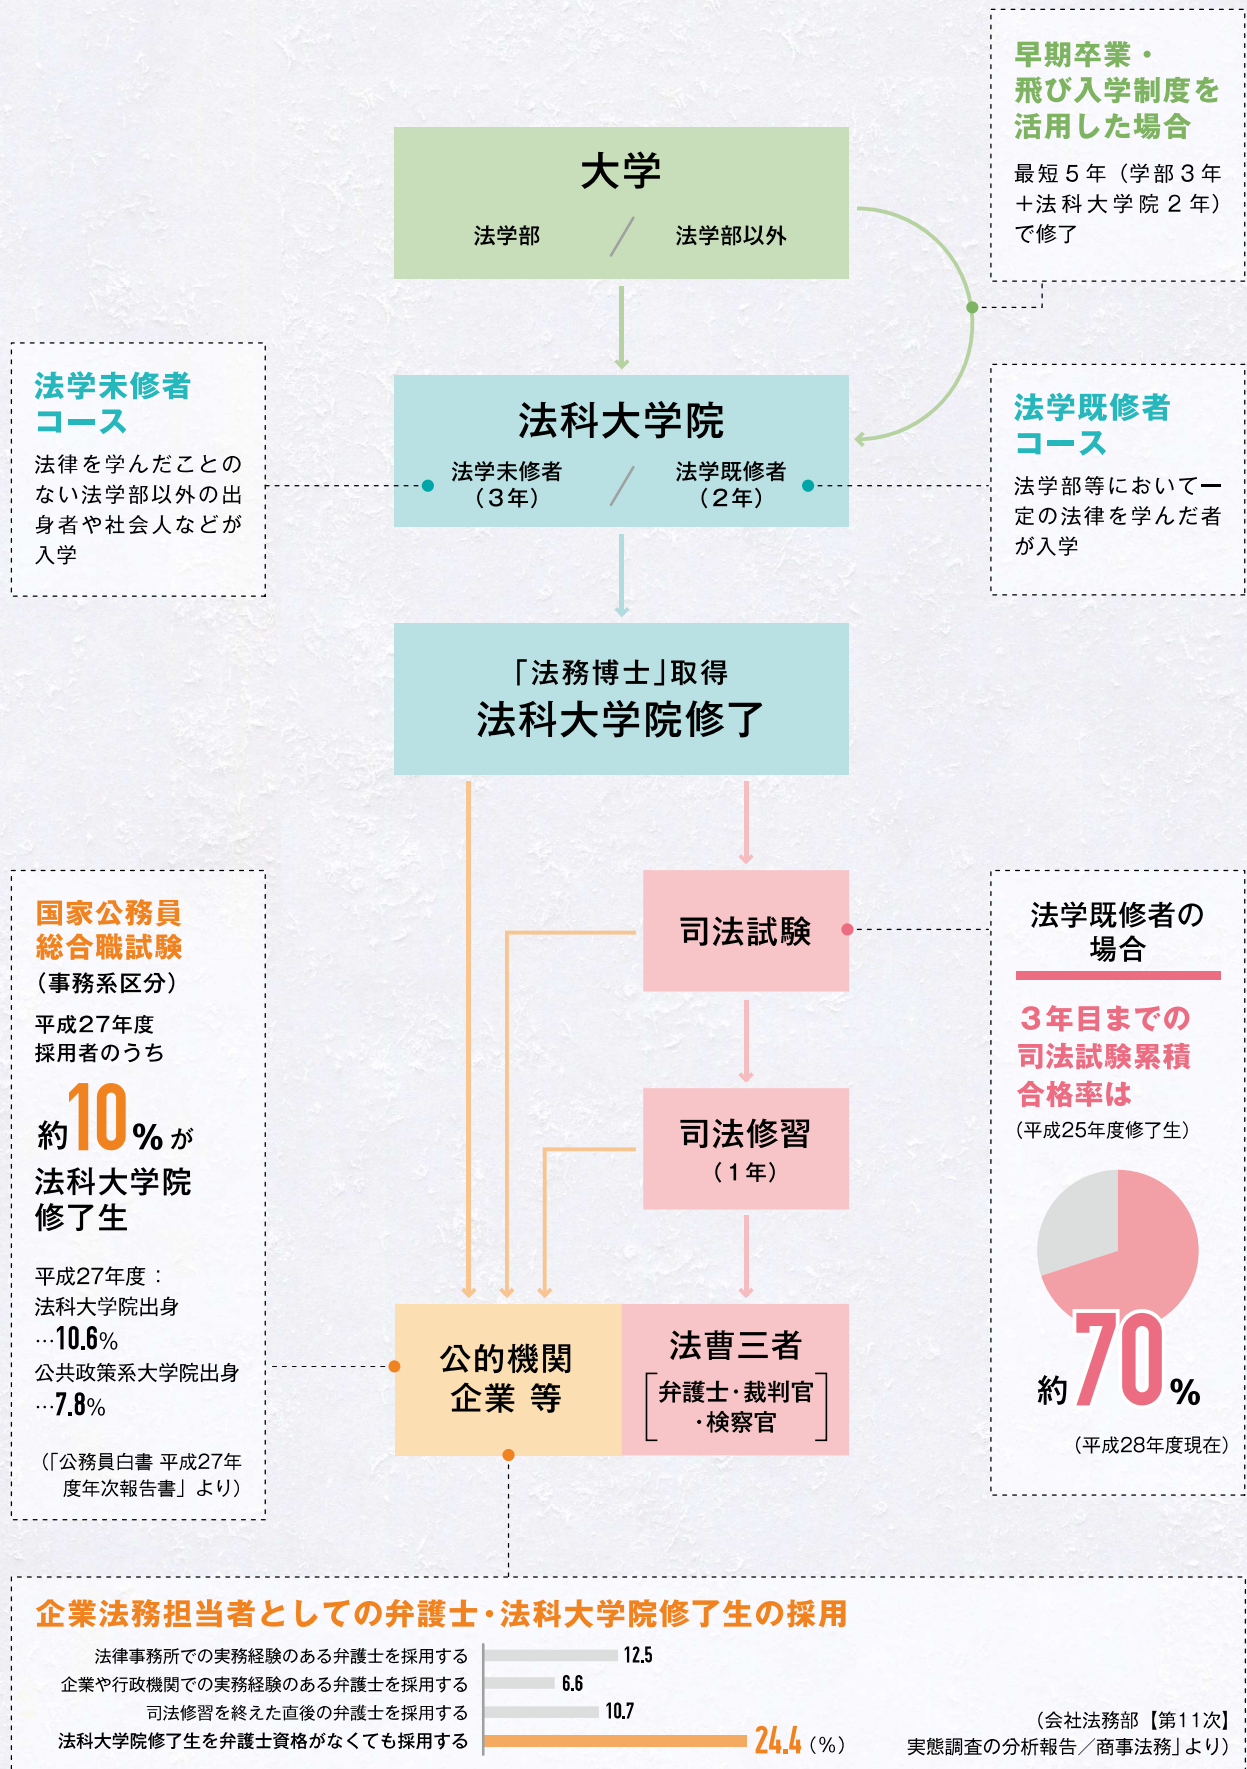 早期卒業・
飛び入学制度を
活用した場合
最短5年（学部3年
＋法科大学院2年）
で修了
大学
法学部 ／ 法学部以外
法学未修者
コース
法律を学んだことの
ない法学部以外の出
身者や社会人などが
入学
法科大学院
法学未修者 ／ 法学既修者
（3年） （2年）
法学既修者
コース
法学部等において一
定の法律を学んだ者
が入学
「法務博士」取得
法科大学院修了
国家公務員
総合職試験
（事務系区分）
平成27年度
採用者のうち
約10%が
法科大学院
修了生
平成27年度：
法科大学院出身
…10.6%
公共政策系大学院出身
…7.8%
（「公務員白書 平成27年
度年次報告書」より）
司法試験
司法修習
（1年）
公的機関
企業 等
法曹三者
［弁護士・裁判官
・検察官］
法学既修者の
場合
3年目までの
司法試験累積
合格率は
（平成25年度修了生）
約70%
（平成28年度現在）
企業法務担当者としての弁護士・法科大学院修了生の採用
法律事務所での実務経験のある弁護士を採用する 12.5
企業や行政機関での実務経験のある弁護士を採用する 6.6
司法修習を終えた直後の弁護士を採用する 10.7
法科大学院修了生を弁護士資格がなくても採用する 24.4（%）
（会社法務部【第11次】
実態調査の分析報告／商事法務」より）